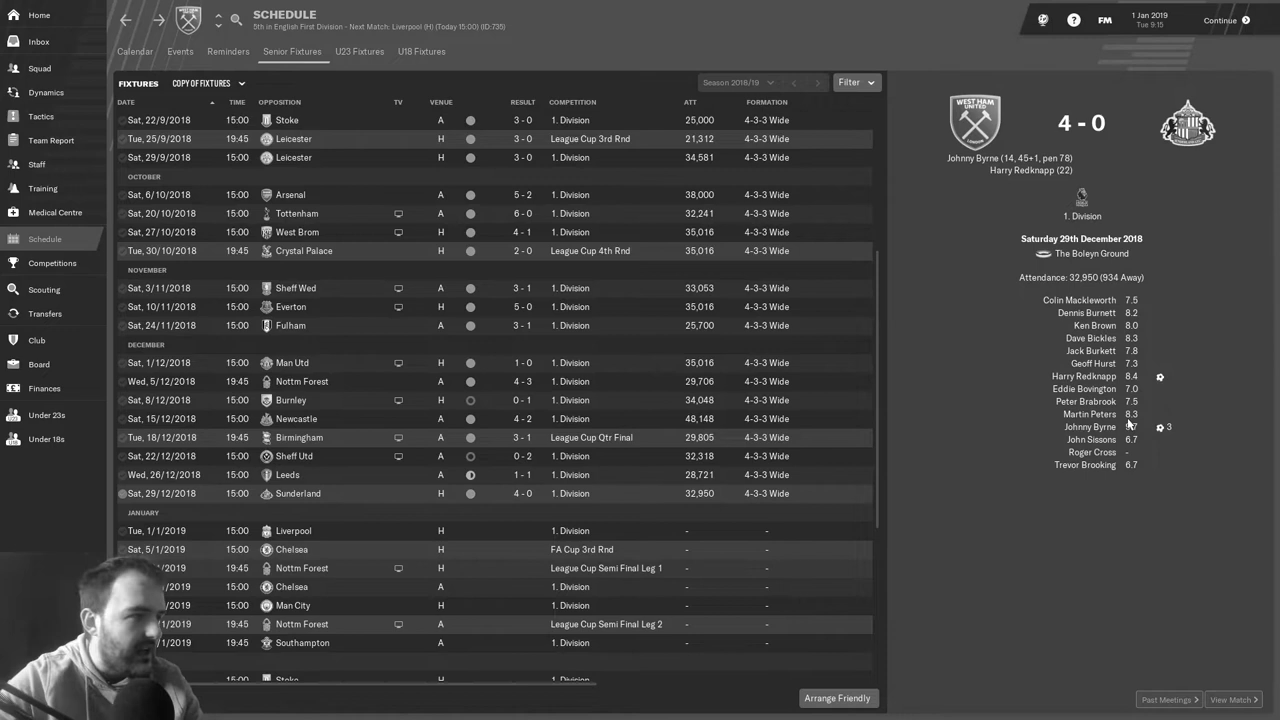 Home
Inbox
Squad
Dynamics
Tactics
Team Report
Staff
Training
Medical Centre
Schedule
Competitions
Scouting
Transfers
Club
Board
Finances
Under 23s
Under 18s
SCHEDULE
5th in English First Division - Next Match: Liverpool (H) (Today 15:00) (ID:735)
FM
1 Jan 2019
Tue 9:15
Continue
Calendar Events Reminders Senior Fixtures U23 Fixtures U18 Fixtures
FIXTURES COPY OF FIXTURES Season 2018/19 Filter
DATE TIME OPPOSITION TV VENUE RESULT COMPETITION ATT FORMATION
Sat, 22/9/2018 15:00 Stoke A 3 - 0 1. Division 25,000 4-3-3 Wide
Tue, 25/9/2018 19:45 Leicester H 3 - 0 League Cup 3rd Rnd 21,312 4-3-3 Wide
Sat, 29/9/2018 15:00 Leicester H 3 - 0 1. Division 34,581 4-3-3 Wide
OCTOBER
Sat, 6/10/2018 15:00 Arsenal A 5 - 2 1. Division 38,000 4-3-3 Wide
Sat, 20/10/2018 15:00 Tottenham A 6 - 0 1. Division 32,241 4-3-3 Wide
Sat, 27/10/2018 15:00 West Brom H 4 - 1 1. Division 35,016 4-3-3 Wide
Tue, 30/10/2018 19:45 Crystal Palace H 2 - 0 League Cup 4th Rnd 35,016 4-3-3 Wide
NOVEMBER
Sat, 3/11/2018 15:00 Sheff Wed A 3 - 1 1. Division 33,053 4-3-3 Wide
Sat, 10/11/2018 15:00 Everton H 5 - 0 1. Division 35,016 4-3-3 Wide
Sat, 24/11/2018 15:00 Fulham A 3 - 1 1. Division 25,700 4-3-3 Wide
DECEMBER
Sat, 1/12/2018 15:00 Man Utd H 1 - 0 1. Division 35,016 4-3-3 Wide
Wed, 5/12/2018 19:45 Nottm Forest A 4 - 3 1. Division 29,706 4-3-3 Wide
Sat, 8/12/2018 15:00 Burnley H 0 - 1 1. Division 34,048 4-3-3 Wide
Sat, 15/12/2018 15:00 Newcastle A 4 - 2 1. Division 48,148 4-3-3 Wide
Tue, 18/12/2018 19:45 Birmingham A 3 - 1 League Cup Qtr Final 29,805 4-3-3 Wide
Sat, 22/12/2018 15:00 Sheff Utd A 0 - 2 1. Division 32,318 4-3-3 Wide
Wed, 26/12/2018 15:00 Leeds A 1 - 1 1. Division 28,721 4-3-3 Wide
Sat, 29/12/2018 15:00 Sunderland H 4 - 0 1. Division 32,950 4-3-3 Wide
JANUARY
Tue, 1/1/2019 15:00 Liverpool H 1. Division - -
Sat, 5/1/2019 15:00 Chelsea H FA Cup 3rd Rnd - -
/1/2019 19:45 Nottm Forest H League Cup Semi Final Leg 1 - -
/1/2019 15:00 Chelsea A 1. Division - -
/1/2019 15:00 Man City H 1. Division - -
1/2019 19:45 Nottm Forest A League Cup Semi Final Leg 2 - -
1/2019 19:45 Southampton A 1. Division - -
15:00 Stoke H 1. Division - -
Arrange Friendly
WEST HAM UNITED LONDON
4 - 0
Johnny Byrne (14, 45+1, pen 78)
Harry Redknapp (22)
1. Division
Saturday 29th December 2018
The Boleyn Ground
Attendance: 32,950 (934 Away)
Colin Mackleworth 7.5
Dennis Burnett 8.2
Ken Brown 8.0
Dave Bickles 8.3
Jack Burkett 7.8
Geoff Hurst 7.3
Harry Redknapp 8.4
Eddie Bovington 7.0
Peter Brabrook 7.5
Martin Peters 8.3
Johnny Byrne 3
John Sissons 6.7
Roger Cross -
Trevor Brooking 6.7
Past Meetings
View Match